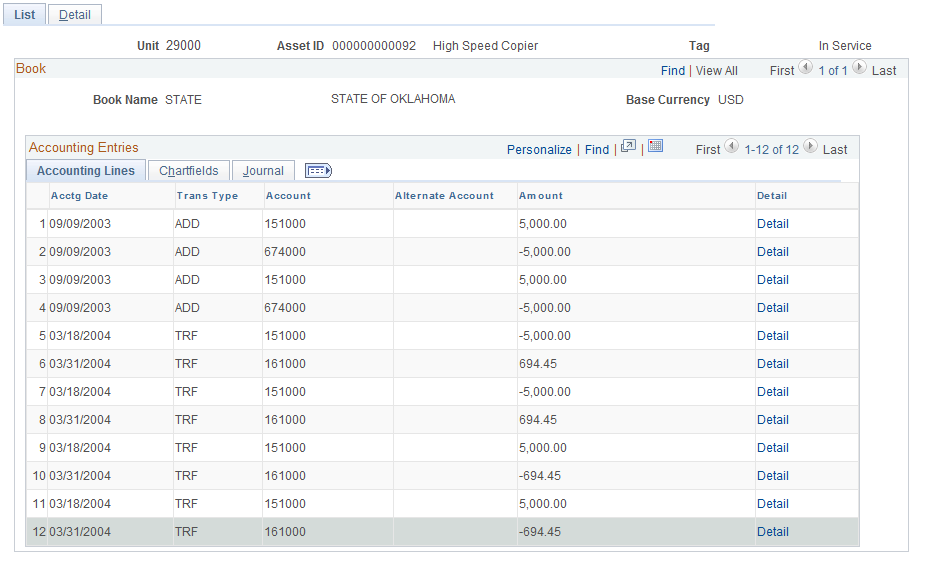 List Detail
Unit 29000 Asset ID 000000000092 High Speed Copier Tag In Service
Book Find | View All First 1 of 1 Last
Book Name STATE STATE OF OKLAHOMA Base Currency USD
Accounting Entries Personalize | Find | | First 1-12 of 12 Last
Accounting Lines Chartfields Journal
Acctg Date Trans Type Account Alternate Account Amount Detail
1 09/09/2003 ADD 151000 5,000.00 Detail
2 09/09/2003 ADD 674000 -5,000.00 Detail
3 09/09/2003 ADD 151000 5,000.00 Detail
4 09/09/2003 ADD 674000 -5,000.00 Detail
5 03/18/2004 TRF 151000 -5,000.00 Detail
6 03/31/2004 TRF 161000 694.45 Detail
7 03/18/2004 TRF 151000 -5,000.00 Detail
8 03/31/2004 TRF 161000 694.45 Detail
9 03/18/2004 TRF 151000 5,000.00 Detail
10 03/31/2004 TRF 161000 -694.45 Detail
11 03/18/2004 TRF 151000 5,000.00 Detail
12 03/31/2004 TRF 161000 -694.45 Detail